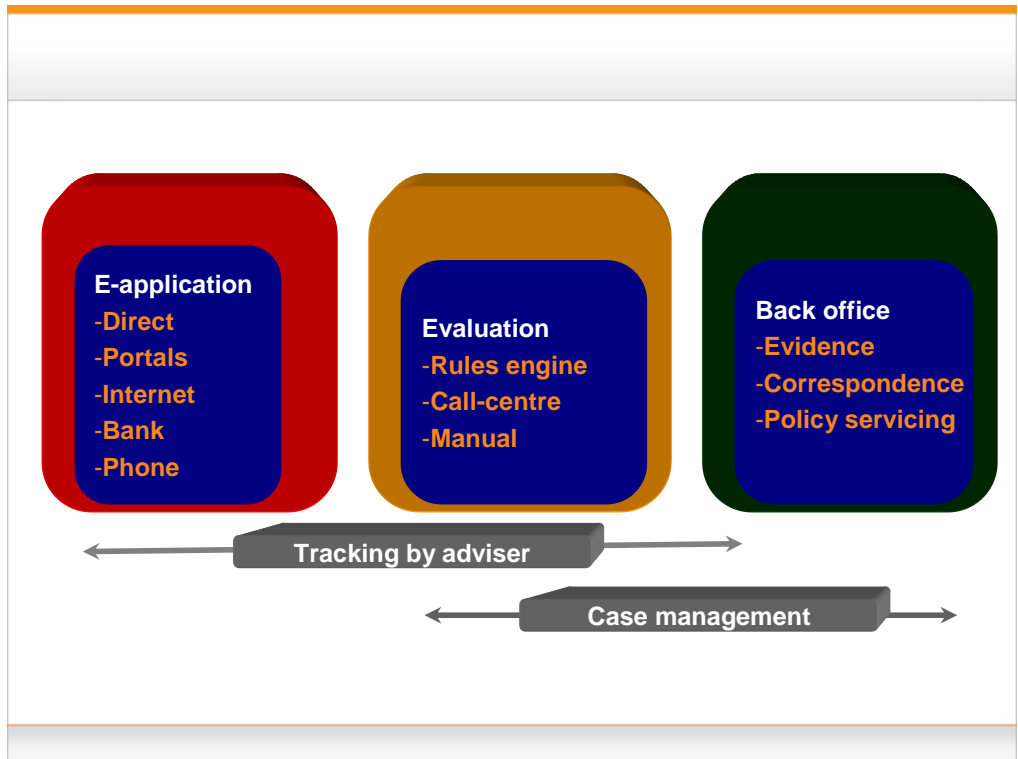 E-application
-Direct
-Portals
-Internet
-Bank
-Phone
Evaluation
-Rules engine
-Call-centre
-Manual
Back office
-Evidence
-Correspondence
-Policy servicing
Tracking by adviser
Case management